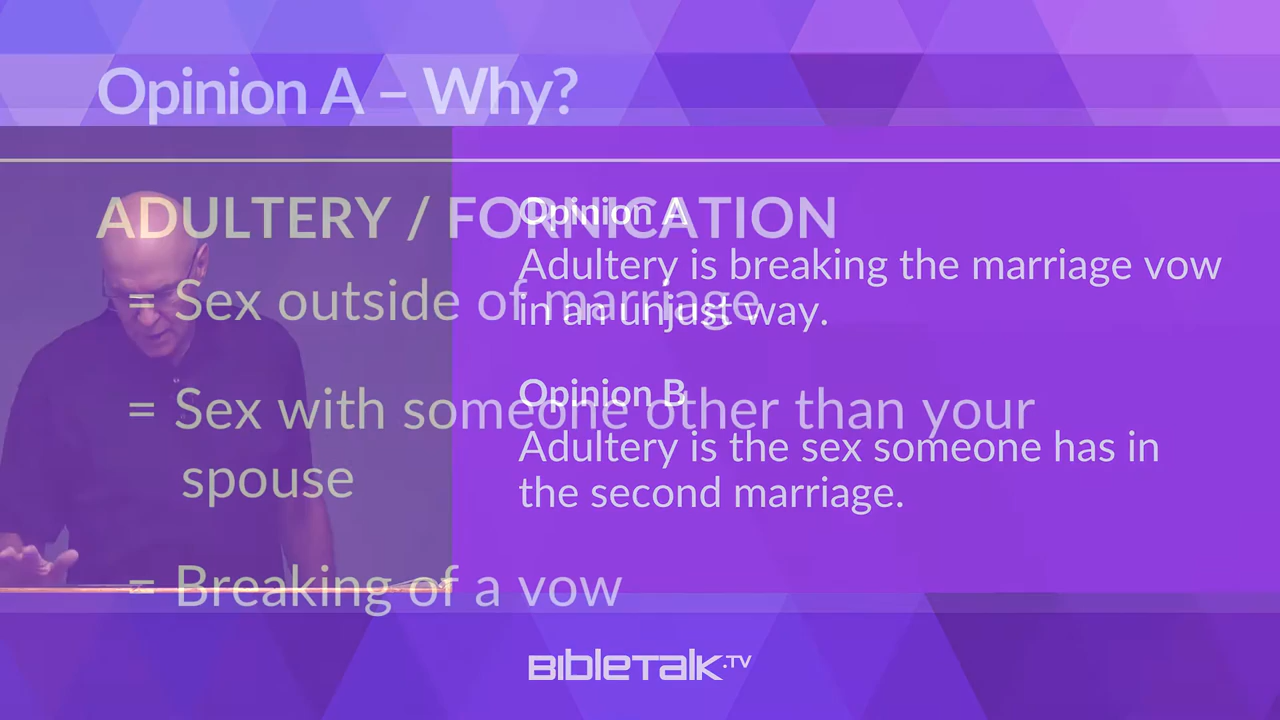 Opinion A – Why?
ADULTERY / FORNICATION
= Sex outside of marriage
= Sex with someone other than your
spouse
= Breaking of a vow
Opinion A
Adultery is breaking the marriage vow
in an unjust way.
Opinion B
Adultery is the sex someone has in
the second marriage.
BIBLETALK.TV